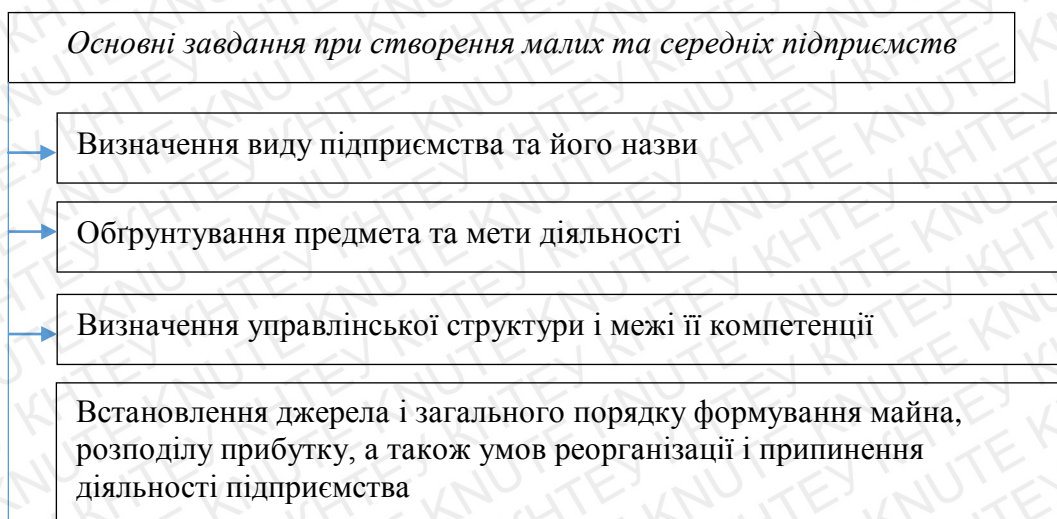 Основні завдання при створення малих та середніх підприємств
Визначення виду підприємства та його назви
Обґрунтування предмета та мети діяльності
Визначення управлінської структури і межі її компетенції
Встановлення джерела і загального порядку формування майна,
розподілу прибутку, а також умов реорганізації і припинення
діяльності підприємства